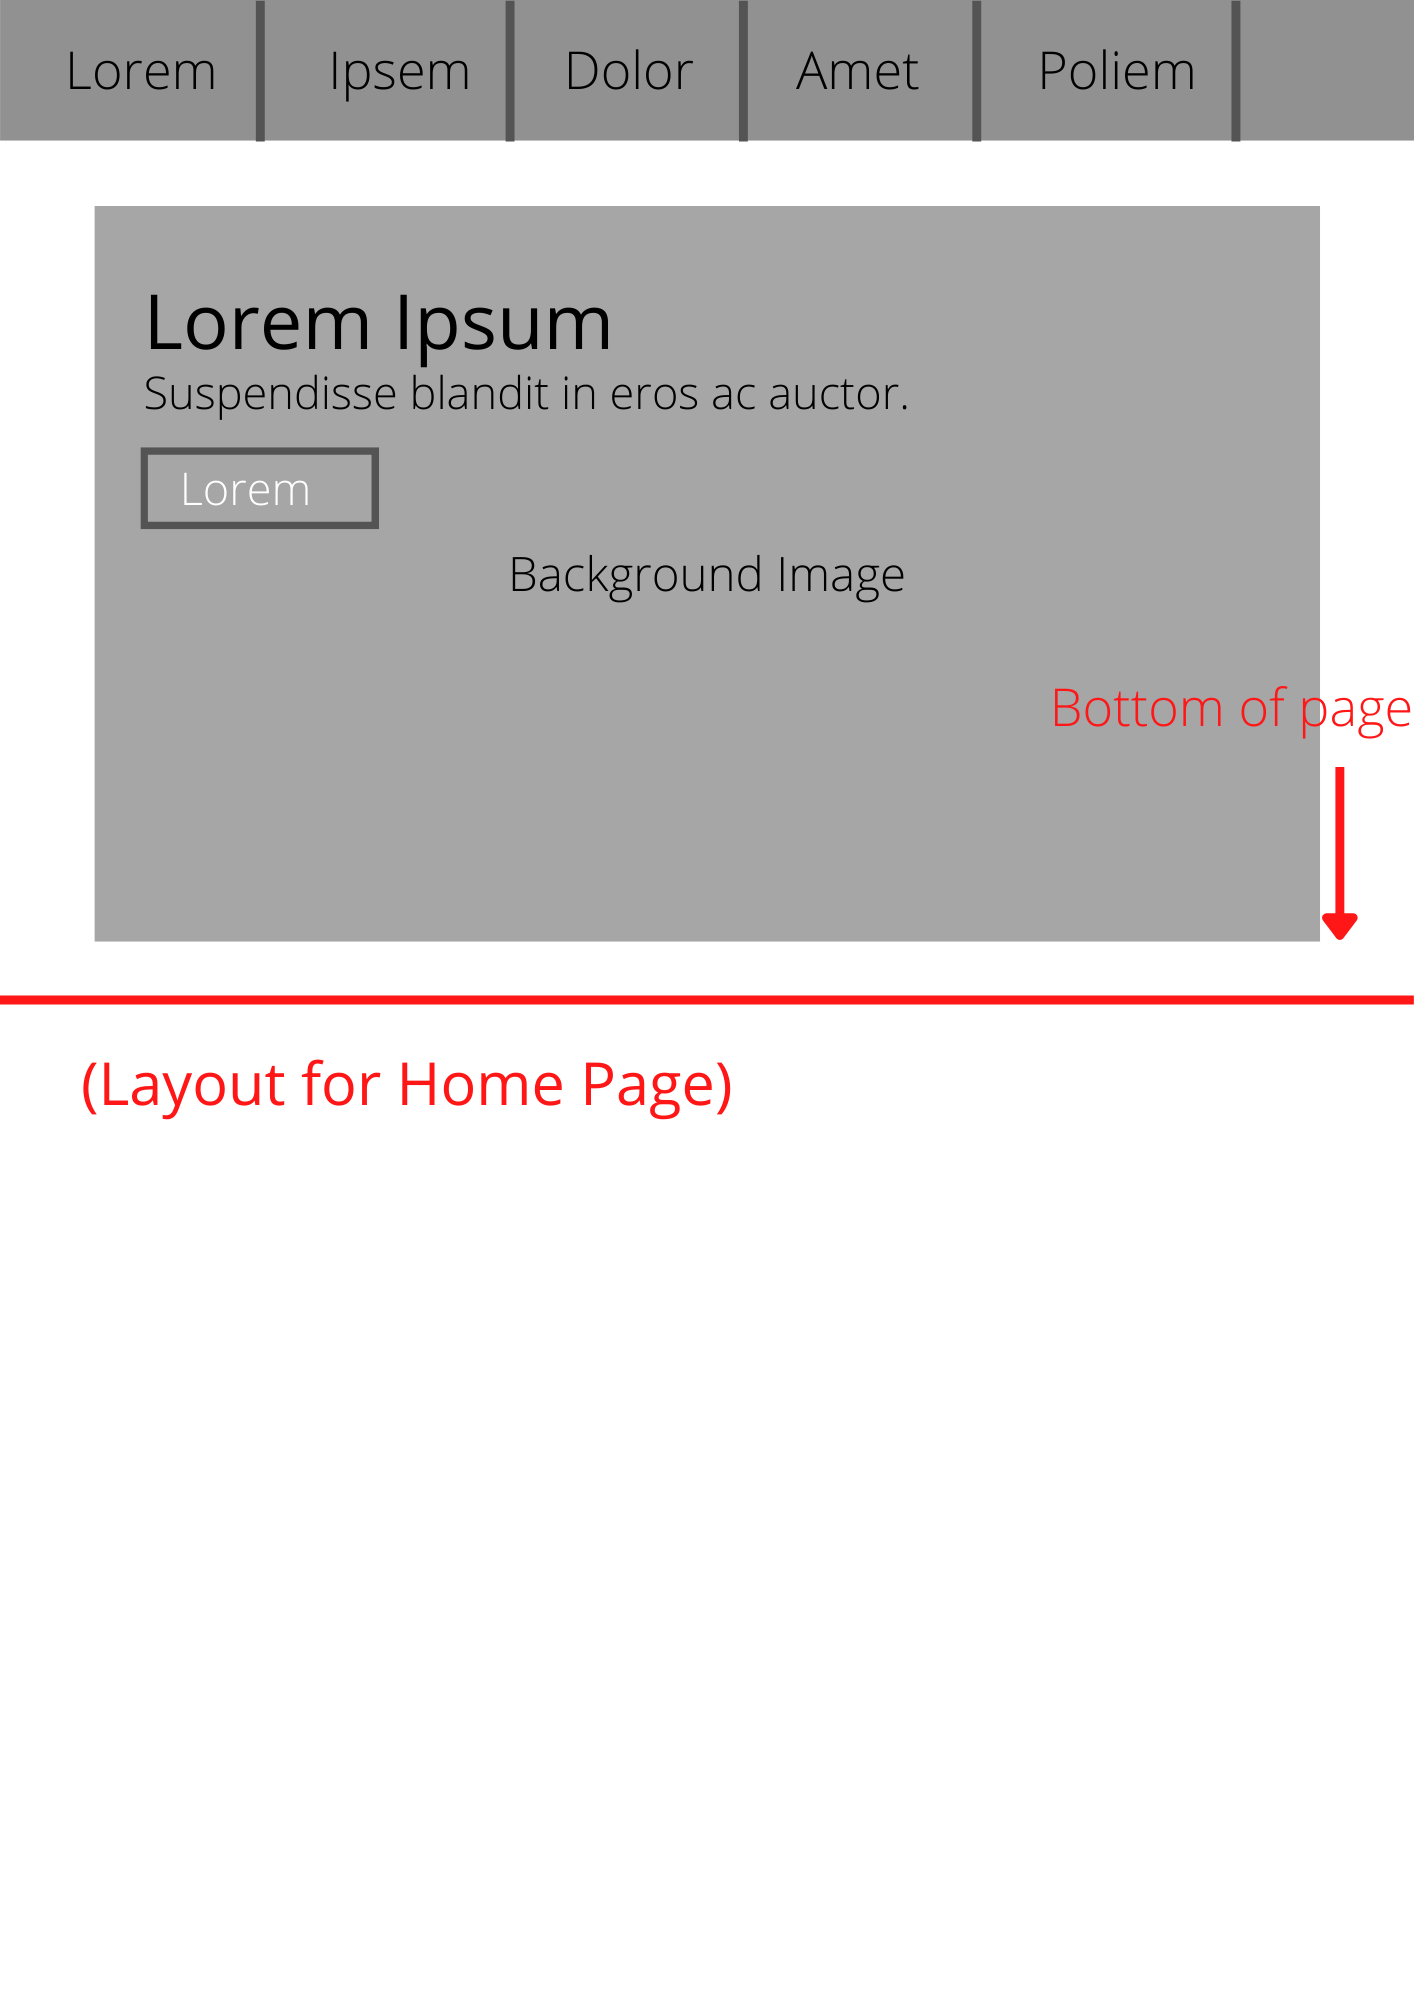 Lorem Ipsem Dolor Amet Poliem
Lorem Ipsum
Suspendisse blandit in eros ac auctor.
Lorem
Background Image
Bottom of page
(Layout for Home Page)